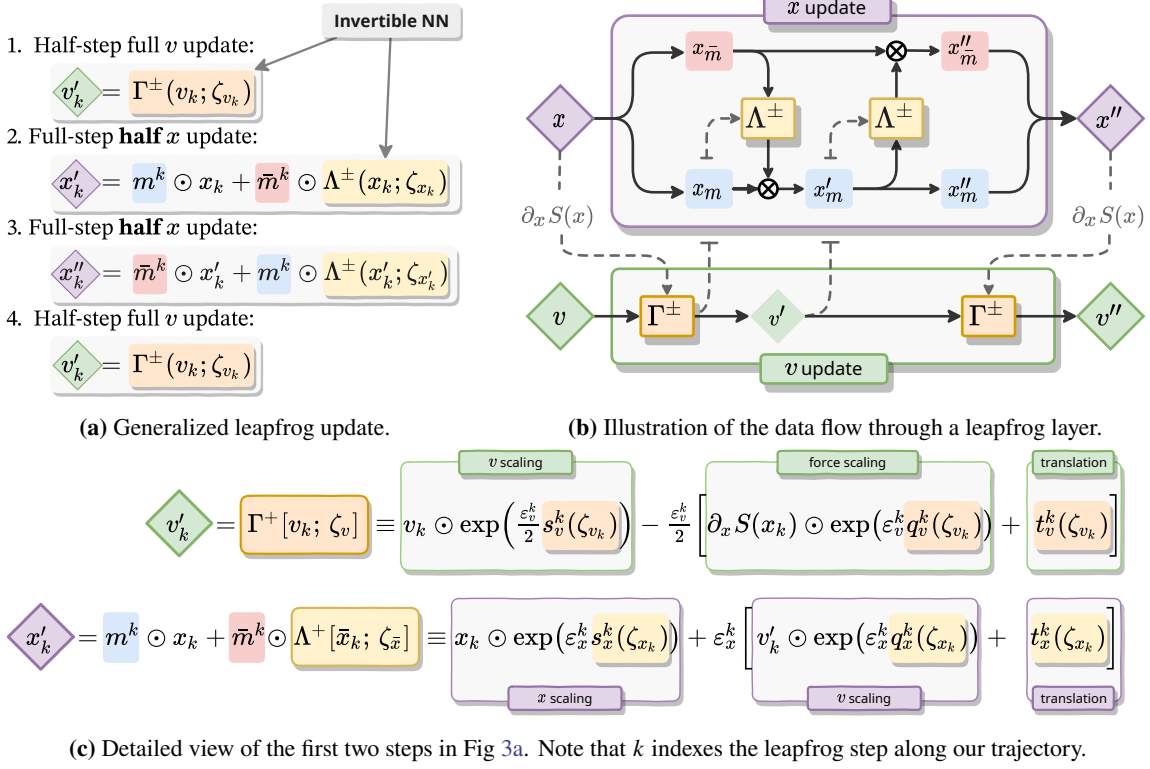 Invertible NN
1. Half-step full v update:
v′_k = Γ^±(v_k; ζ_{v_k})
2. Full-step half x update:
x′_k = m^k ⊙ x_k + m̄^k ⊙ Λ^±(x_k; ζ_{x_k})
3. Full-step half x update:
x″_k = m̄^k ⊙ x′_k + m^k ⊙ Λ^±(x′_k; ζ_{x′_k})
4. Half-step full v update:
v′_k = Γ^±(v_k; ζ_{v_k})
(a) Generalized leapfrog update.
x update
x_m̄ ⊗ x″_m̄
x Λ^± Λ^± x″
x_m ⊗ x′_m x″_m
∂_x S(x) ∂_x S(x)
v Γ^± v′ Γ^± v″
v update
(b) Illustration of the data flow through a leapfrog layer.
v scaling force scaling translation
v′_k = Γ^+[v_k; ζ_v] ≡ v_k ⊙ exp(ε^k_v/2 s^k_v(ζ_{v_k})) − ε^k_v/2 [∂_x S(x_k) ⊙ exp(ε^k_v q^k_v(ζ_{v_k})) + t^k_v(ζ_{v_k})]
x′_k = m^k ⊙ x_k + m̄^k ⊙ Λ^+[x̄_k; ζ_x̄] ≡ x_k ⊙ exp(ε^k_x s^k_x(ζ_{x_k})) + ε^k_x [v′_k ⊙ exp(ε^k_x q^k_x(ζ_{x_k})) + t^k_x(ζ_{x_k})]
x scaling v scaling translation
(c) Detailed view of the first two steps in Fig 3a. Note that k indexes the leapfrog step along our trajectory.